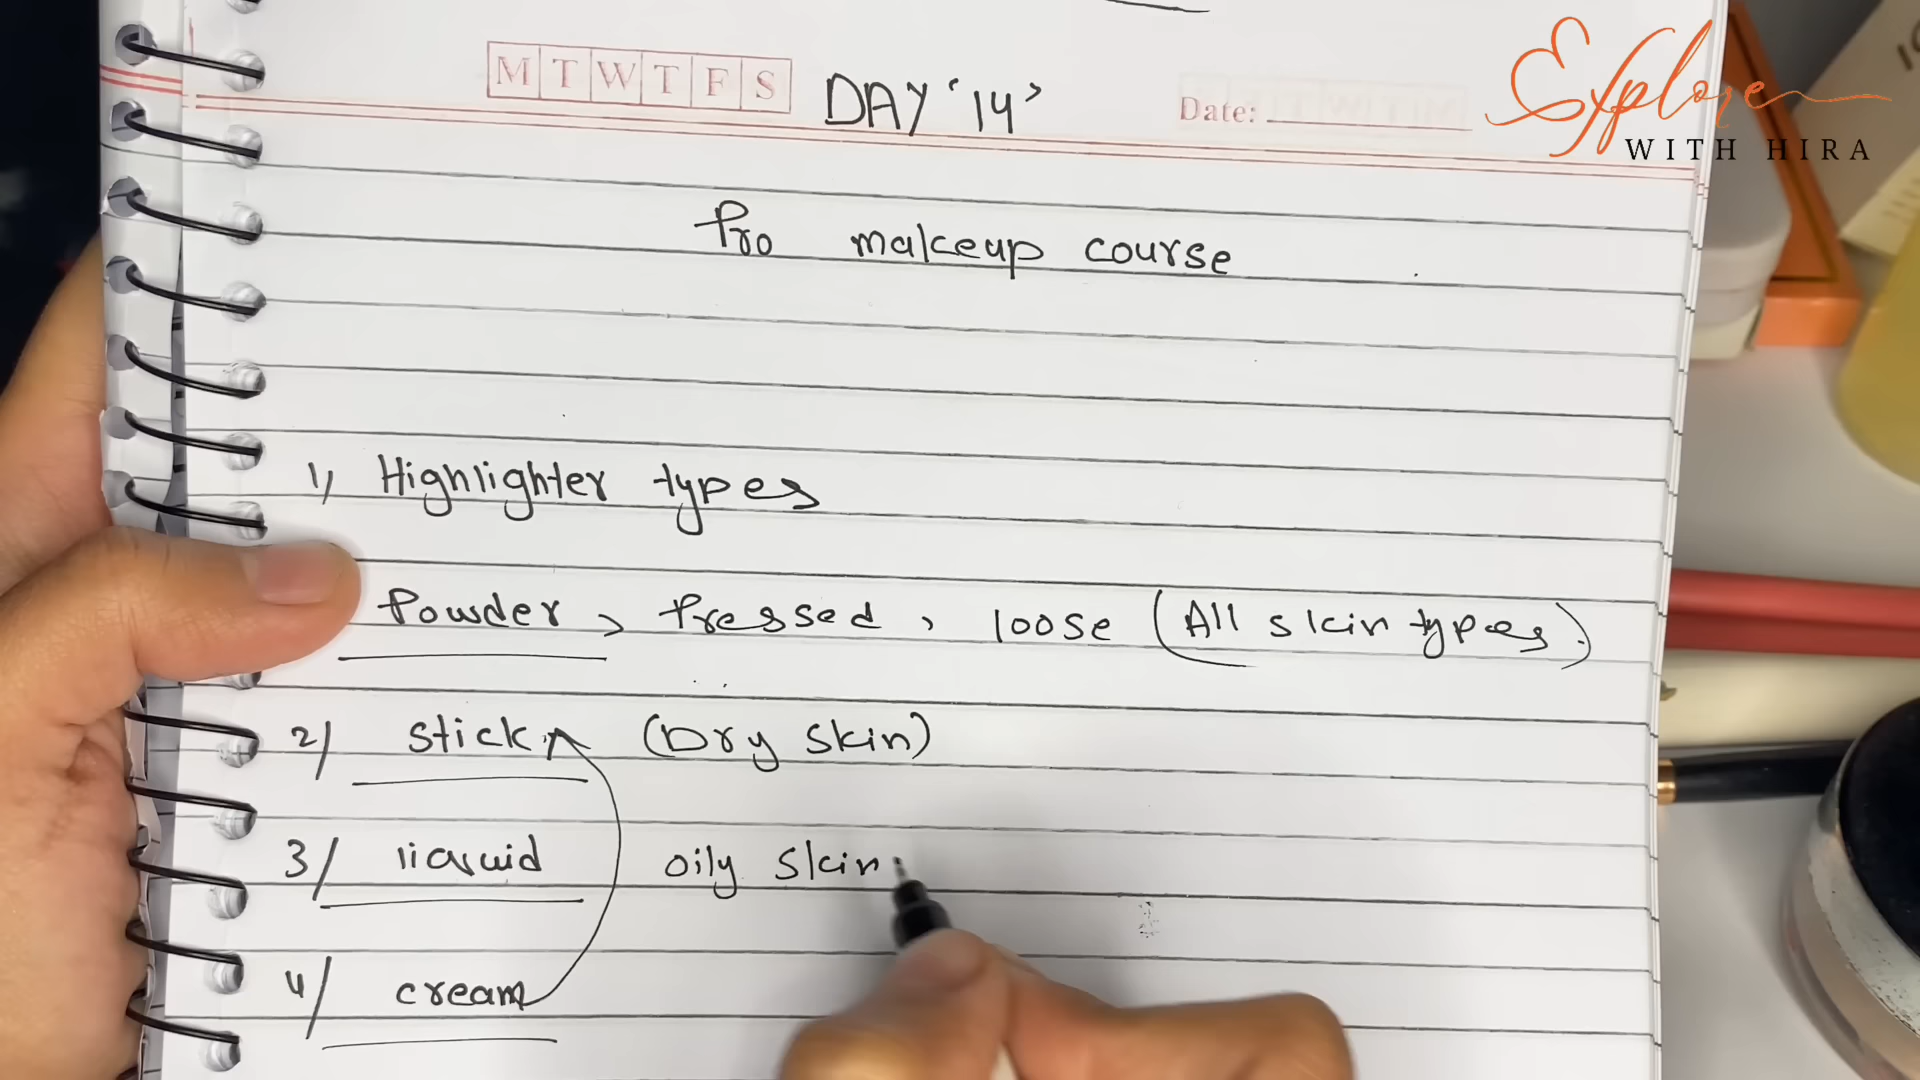 M T W T F S DAY '14' Date:
Explore
WITH HIRA
Pro makeup course
1) Highlighter types
Powder > Pressed , loose (All skin types).
2/ stick (Dry skin)
3/ liquid oily skin
4/ cream